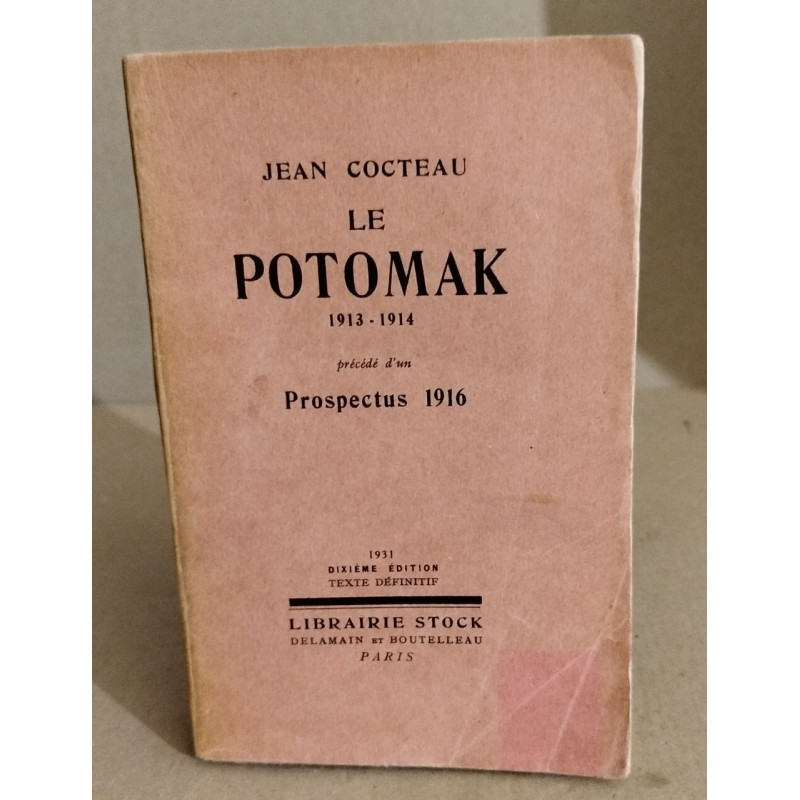 JEAN COCTEAU
LE
POTOMAK
1913 - 1914
précédé d'un
Prospectus 1916
1931
DIXIÈME ÉDITION
TEXTE DÉFINITIF
LIBRAIRIE STOCK
DELAMAIN ET BOUTELLEAU
PARIS